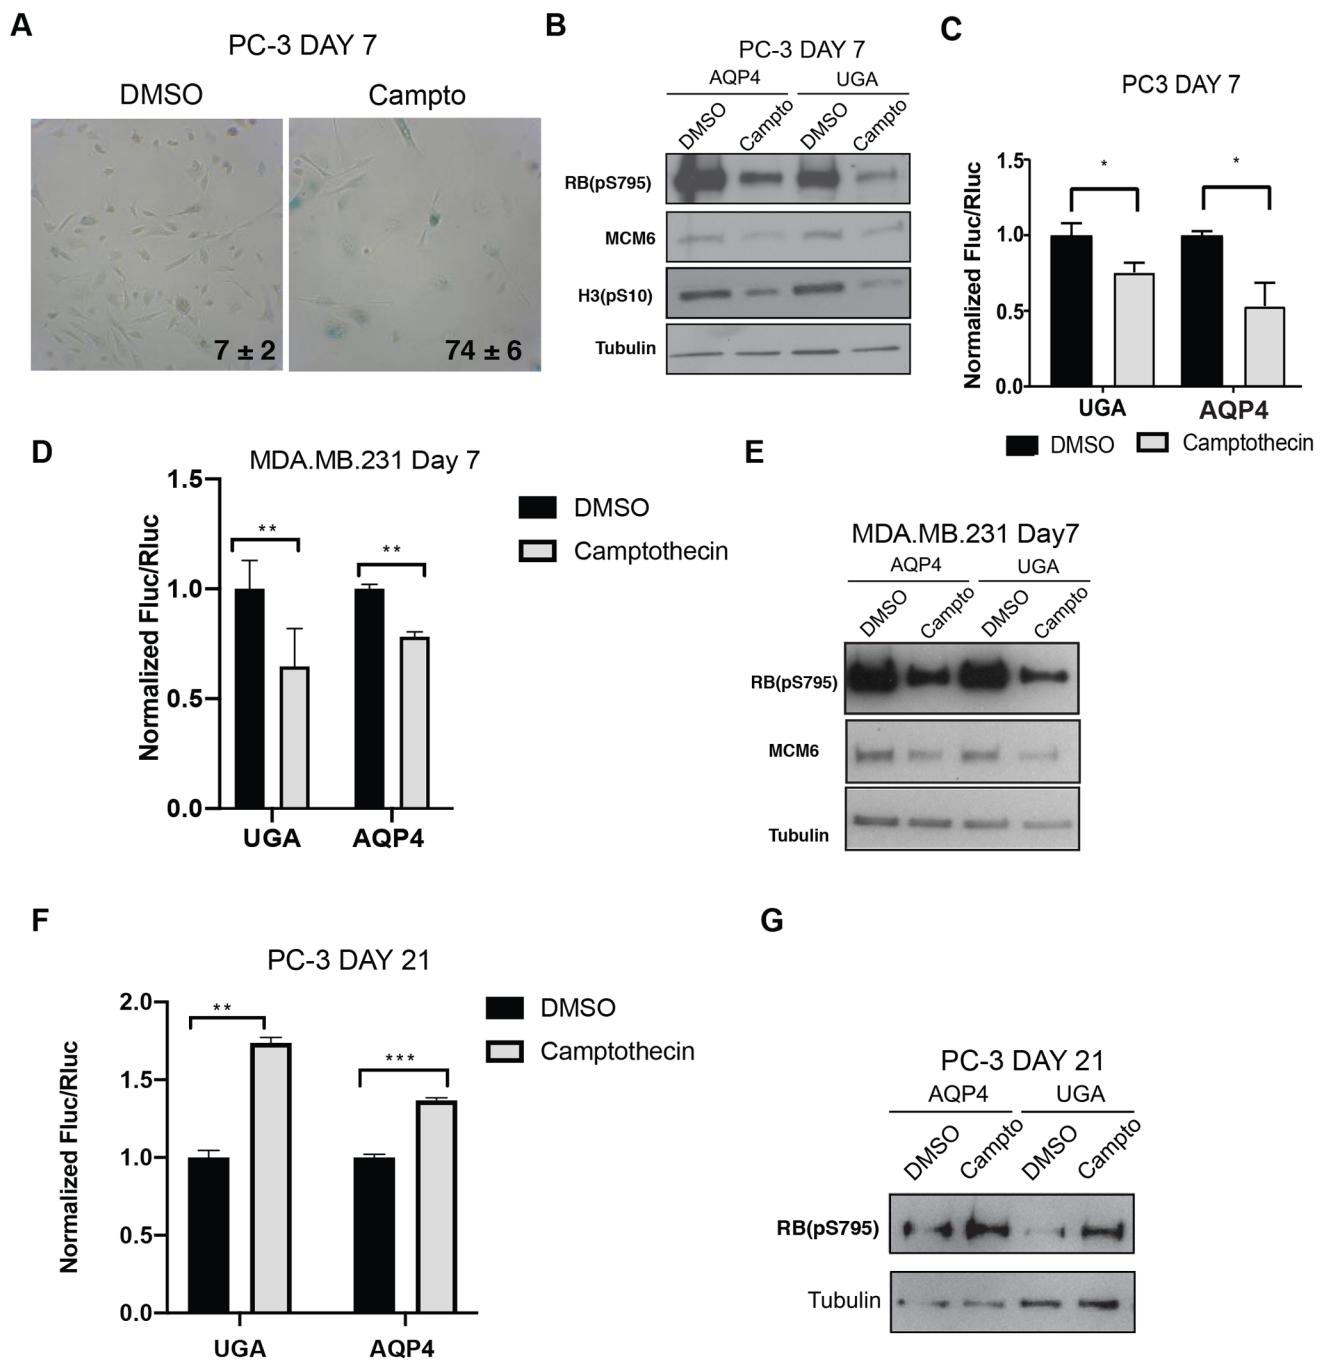 A
PC-3 DAY 7
DMSO
Campto
7 ± 2
74 ± 6
B
PC-3 DAY 7
AQP4
UGA
DMSO
Campto
DMSO
Campto
RB(pS795)
MCM6
H3(pS10)
Tubulin
C
PC3 DAY 7
Normalized Fluc/Rluc
1.5
1.0
0.5
0.0
*
*
UGA
AQP4
DMSO
Camptothecin
D
MDA.MB.231 Day 7
Normalized Fluc/Rluc
1.5
1.0
0.5
0.0
**
**
UGA
AQP4
DMSO
Camptothecin
E
MDA.MB.231 Day7
AQP4
UGA
DMSO
Campto
DMSO
Campto
RB(pS795)
MCM6
Tubulin
F
PC-3 DAY 21
Normalized Fluc/Rluc
2.0
1.5
1.0
0.5
0.0
**
***
UGA
AQP4
DMSO
Camptothecin
G
PC-3 DAY 21
AQP4
UGA
DMSO
Campto
DMSO
Campto
RB(pS795)
Tubulin